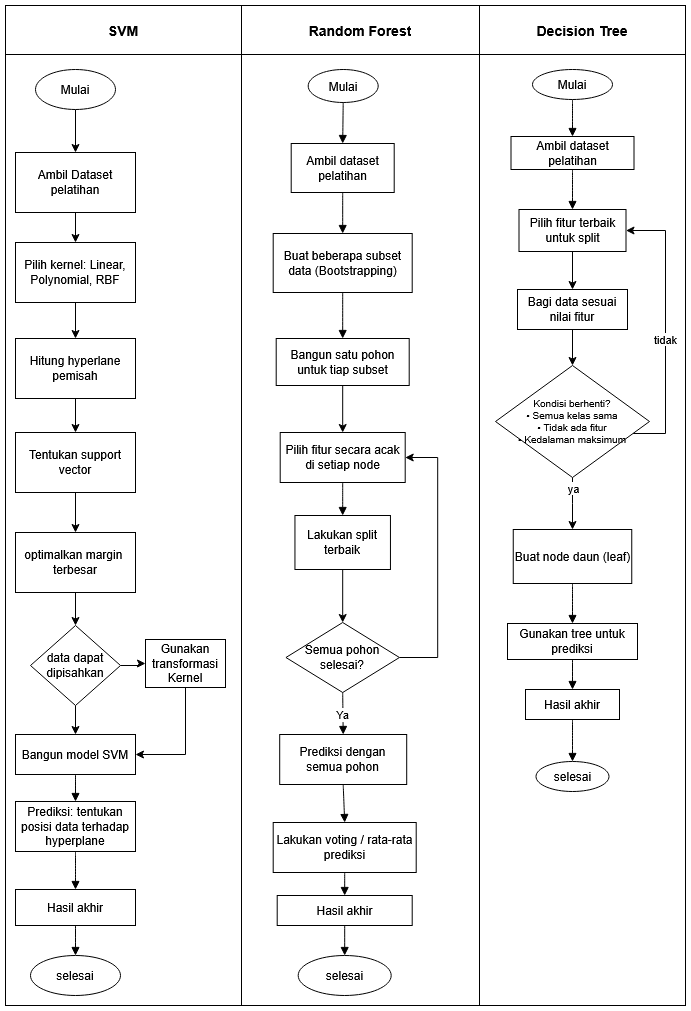 SVM
Mulai
Ambil Dataset
pelatihan
Pilih kernel: Linear,
Polynomial, RBF
Hitung hyperlane
pemisah
Tentukan support
vector
optimalkan margin
terbesar
data dapat
dipisahkan
Gunakan
transformasi
Kernel
Bangun model SVM
Prediksi: tentukan
posisi data terhadap
hyperplane
Hasil akhir
selesai
Random Forest
Mulai
Ambil dataset
pelatihan
Buat beberapa subset
data (Bootstrapping)
Bangun satu pohon
untuk tiap subset
Pilih fitur secara acak
di setiap node
Lakukan split
terbaik
Semua pohon
selesai?
Ya
Prediksi dengan
semua pohon
Lakukan voting / rata-rata
prediksi
Hasil akhir
selesai
Decision Tree
Mulai
Ambil dataset
pelatihan
Pilih fitur terbaik
untuk split
Bagi data sesuai
nilai fitur
tidak
Kondisi berhenti?
• Semua kelas sama
• Tidak ada fitur
• Kedalaman maksimum
ya
Buat node daun (leaf)
Gunakan tree untuk
prediksi
Hasil akhir
selesai